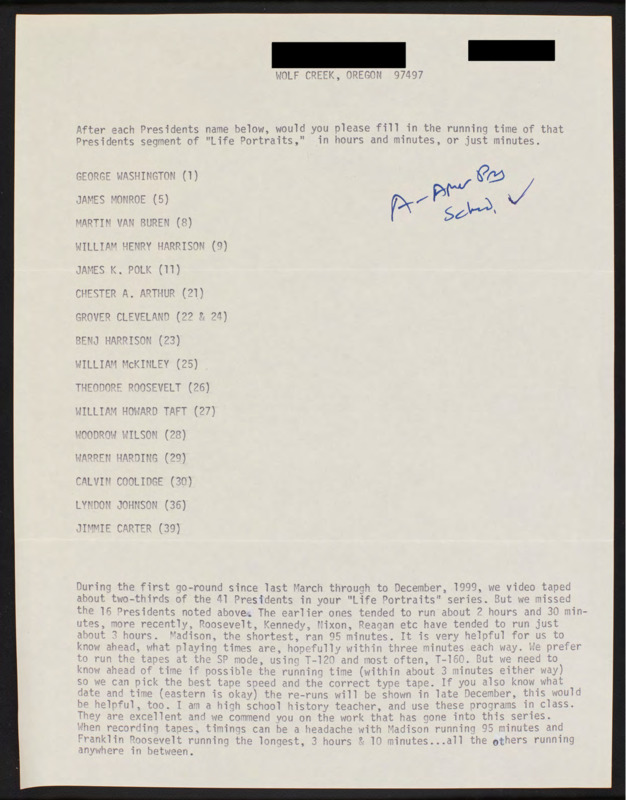 WOLF CREEK, OREGON 97497
After each Presidents name below, would you please fill in the running time of that
Presidents segment of "Life Portraits," in hours and minutes, or just minutes.
GEORGE WASHINGTON (1)
JAMES MONROE (5)
MARTIN VAN BUREN (8)
WILLIAM HENRY HARRISON (9)
JAMES K. POLK (11)
CHESTER A. ARTHUR (21)
GROVER CLEVELAND (22 & 24)
BENJ HARRISON (23)
WILLIAM McKINLEY (25)
THEODORE ROOSEVELT (26)
WILLIAM HOWARD TAFT (27)
WOODROW WILSON (28)
WARREN HARDING (29)
CALVIN COOLIDGE (30)
LYNDON JOHNSON (36)
JIMMIE CARTER (39)
A-Amer
During the first go-round since last March through to December, 1999, we video taped
about two-thirds of the 41 Presidents in your "Life Portraits" series. But we missed
the 16 Presidents noted above. The earlier ones tended to run about 2 hours and 30 min-
utes, more recently, Roosevelt, Kennedy, Nixon, Reagan etc have tended to run just
about 3 hours. Madison, the shortest, ran 95 minutes. It is very helpful for us to
know ahead, what playing times are, hopefully within three minutes each way. We prefer
to run the tapes at the SP mode, using T-120 and most often, T-160. But we need to
know ahead of time if possible the running time (within about 3 minutes either way)
so we can pick the best tape speed and the correct type tape. If you also know what
date and time (eastern is okay) the re-runs will be shown in late December, this would
be helpful, too. I am a high school history teacher, and use these programs in class.
They are excellent and we commend you on the work that has gone into this series.
When recording tapes, timings can be a headache with Madison running 95 minutes and
Franklin Roosevelt running the longest, 3 hours & 10 minutes...all the others running
anywhere in between.